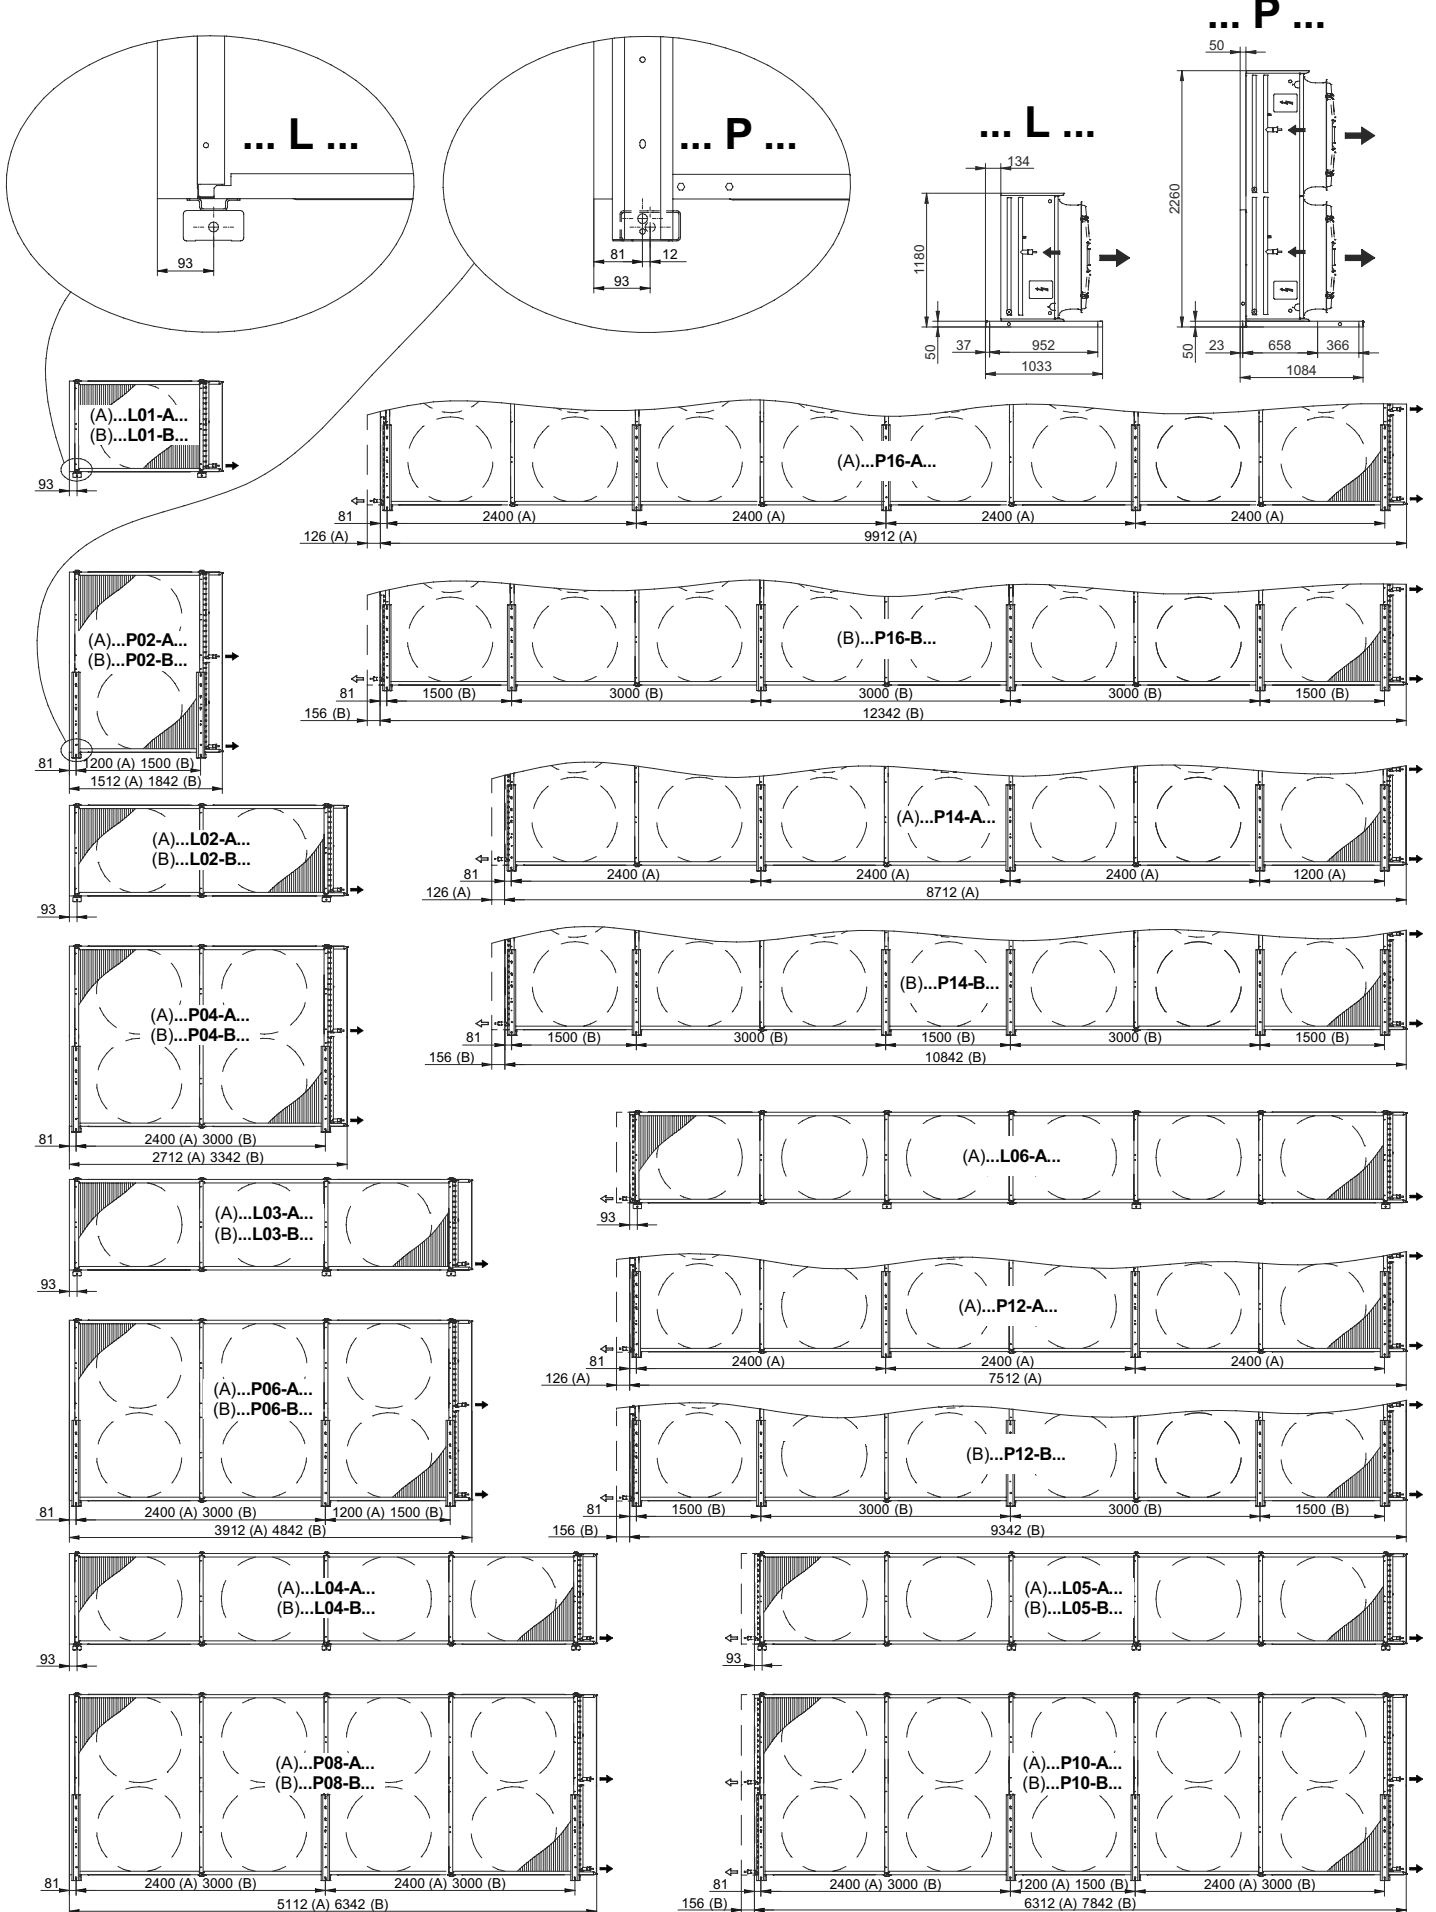 ... P ...
50
2260
50
23
658
366
1084
... L ...
134
1180
50
37
952
1033
... L ...
93
... P ...
81
12
93
(A)...L01-A...
(B)...L01-B...
93
(A)...P16-A...
81
2400 (A)
2400 (A)
2400 (A)
2400 (A)
126 (A)
9912 (A)
(A)...P02-A...
(B)...P02-B...
81
1200 (A) 1500 (B)
1512 (A) 1842 (B)
(B)...P16-B...
81
1500 (B)
3000 (B)
3000 (B)
3000 (B)
1500 (B)
156 (B)
12342 (B)
(A)...L02-A...
(B)...L02-B...
93
(A)...P14-A...
81
2400 (A)
2400 (A)
2400 (A)
1200 (A)
126 (A)
8712 (A)
(A)...P04-A...
(B)...P04-B...
81
2400 (A) 3000 (B)
2712 (A) 3342 (B)
(B)...P14-B...
81
1500 (B)
3000 (B)
1500 (B)
3000 (B)
1500 (B)
156 (B)
10842 (B)
(A)...L03-A...
(B)...L03-B...
93
(A)...L06-A...
93
(A)...P12-A...
81
2400 (A)
2400 (A)
2400 (A)
126 (A)
7512 (A)
(A)...P06-A...
(B)...P06-B...
81
2400 (A) 3000 (B)
1200 (A) 1500 (B)
3912 (A) 4842 (B)
(B)...P12-B...
81
1500 (B)
3000 (B)
3000 (B)
1500 (B)
156 (B)
9342 (B)
(A)...L04-A...
(B)...L04-B...
93
(A)...L05-A...
(B)...L05-B...
93
(A)...P08-A...
(B)...P08-B...
81
2400 (A) 3000 (B)
2400 (A) 3000 (B)
5112 (A) 6342 (B)
(A)...P10-A...
(B)...P10-B...
81
2400 (A) 3000 (B)
1200 (A) 1500 (B)
2400 (A) 3000 (B)
156 (B)
6312 (A) 7842 (B)